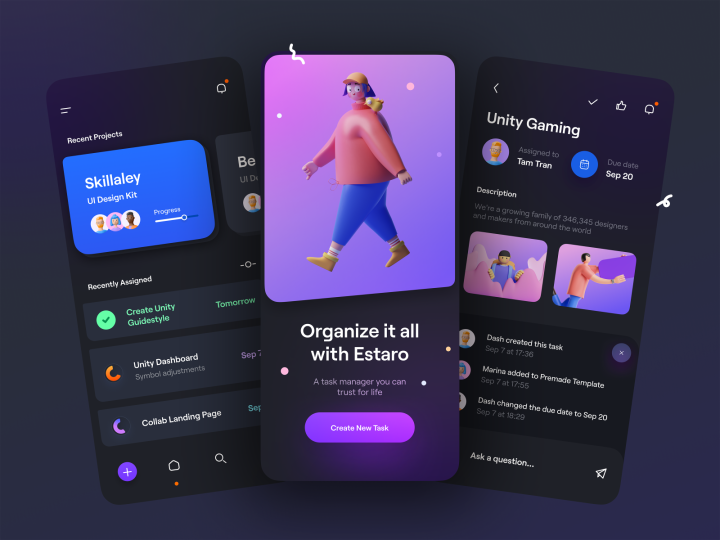 Recent Projects
Skillaley
UI Design Kit
Progress
Be
UI De
Recently Assigned
Create Unity
Guidestyle
Tomorrow
Unity Dashboard
Symbol adjustments
Sep 7
Collab Landing Page
Sep
Organize it all
with Estaro
A task manager you can
trust for life
Create New Task
Unity Gaming
Assigned to
Tam Tran
Due date
Sep 20
Description
We're a growing family of 346,345 designers
and makers from around the world
Dash created this task
Sep 7 at 17:36
Marina added to Premade Template
Sep 7 at 17:55
Dash changed the due date to Sep 20
Sep 7 at 18:29
Ask a question...